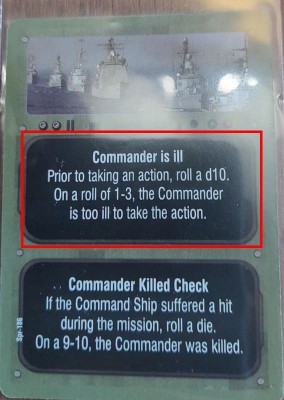 Commander is ill
Prior to taking an action, roll a d10.
On a roll of 1-3, the Commander
is too ill to take the action.
Commander Killed Check
If the Command Ship suffered a hit
during the mission, roll a die.
On a 9-10, the Commander was killed.
Spr-186